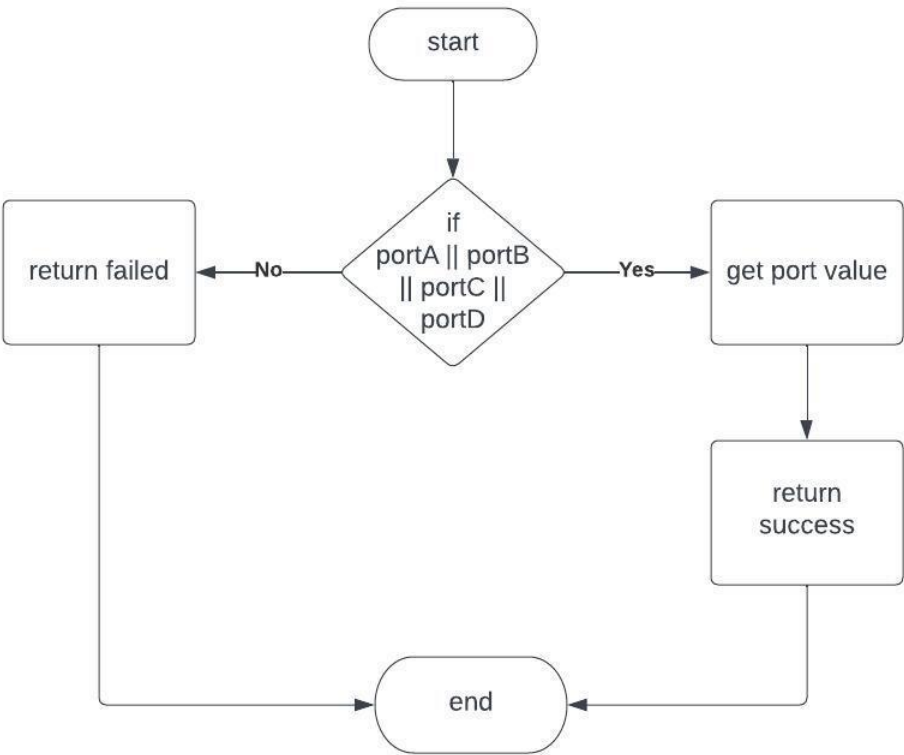 start
if
portA || portB
|| portC ||
portD
No
Yes
return failed
get port value
return
success
end